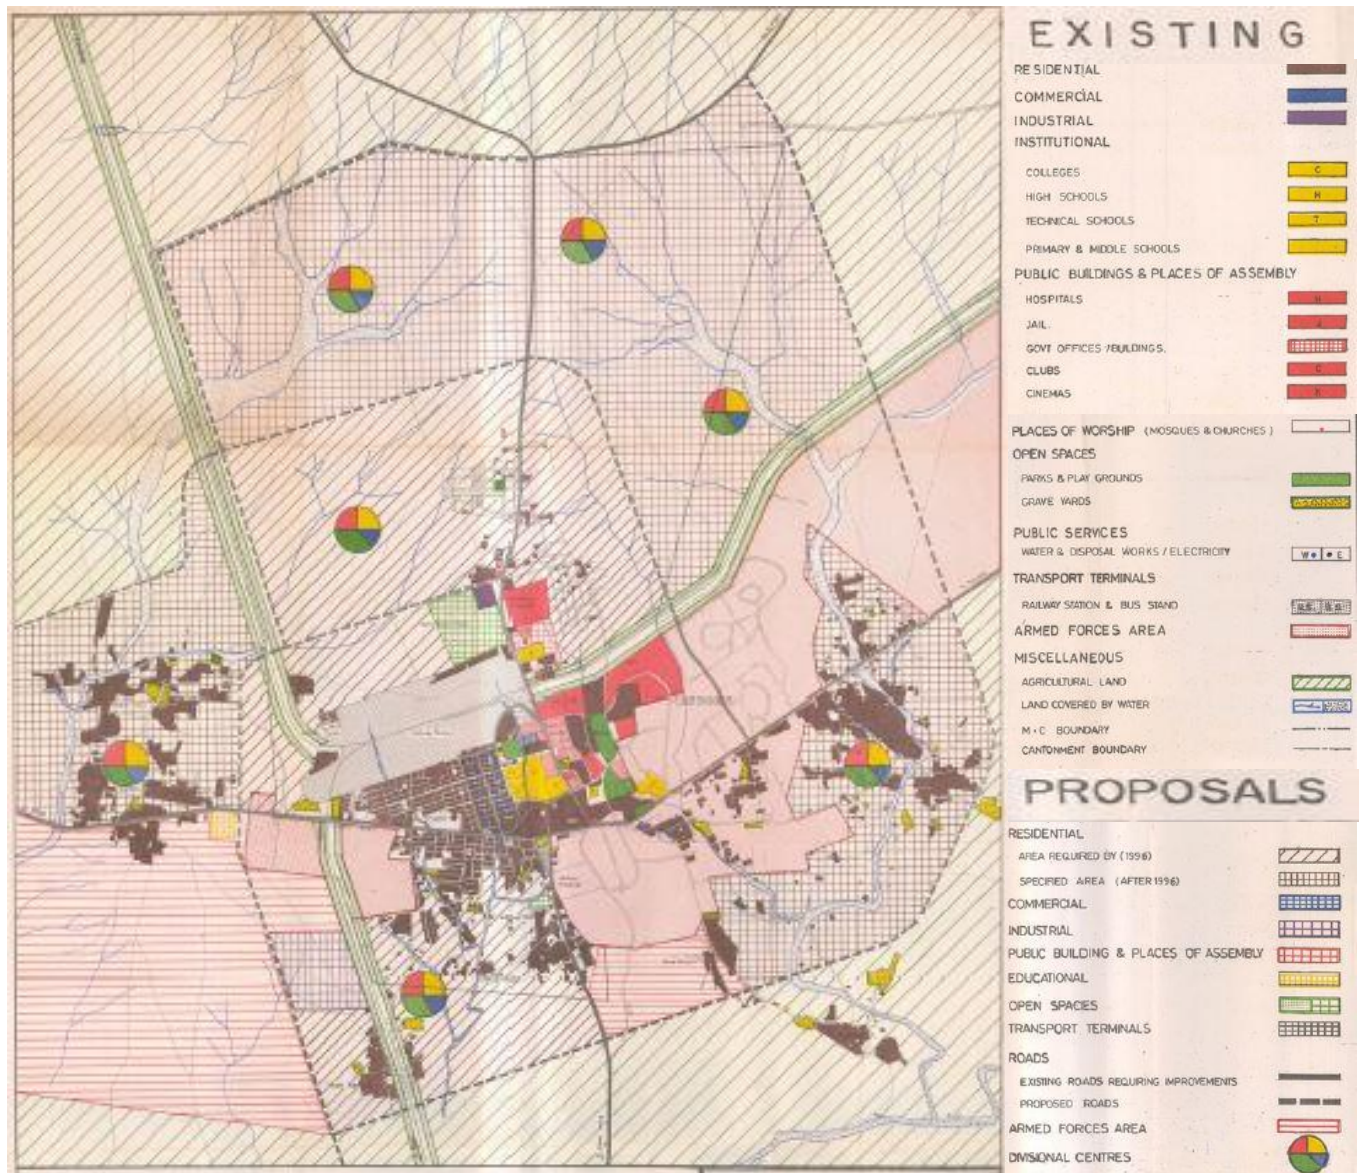 EXISTING
RESIDENTIAL
COMMERCIAL
INDUSTRIAL
INSTITUTIONAL
COLLEGES C
HIGH SCHOOLS H
TECHNICAL SCHOOLS T
PRIMARY & MIDDLE SCHOOLS
PUBLIC BUILDINGS & PLACES OF ASSEMBLY
HOSPITALS H
JAIL. J
GOVT OFFICES /BUILDINGS.
CLUBS C
CINEMAS
PLACES OF WORSHIP (MOSQUES & CHURCHES)
OPEN SPACES
PARKS & PLAY GROUNDS
GRAVE YARDS
PUBLIC SERVICES
WATER & DISPOSAL WORKS / ELECTRICITY W E
TRANSPORT TERMINALS
RAILWAY STATION & BUS STAND
ARMED FORCES AREA
MISCELLANEOUS
AGRICULTURAL LAND
LAND COVERED BY WATER
M·C BOUNDARY
CANTONMENT BOUNDARY
PROPOSALS
RESIDENTIAL
AREA REQUIRED BY (1996)
SPECIFIED AREA (AFTER 1996)
COMMERCIAL
INDUSTRIAL
PUBLIC BUILDING & PLACES OF ASSEMBLY
EDUCATIONAL
OPEN SPACIES
TRANSPORT TERMINALS
ROADS
EXISTING ROADS REQUIRING IMPROVEMENTS
PROPOSED ROADS
ARMED FORCES AREA
DIVISIONAL CENTRES